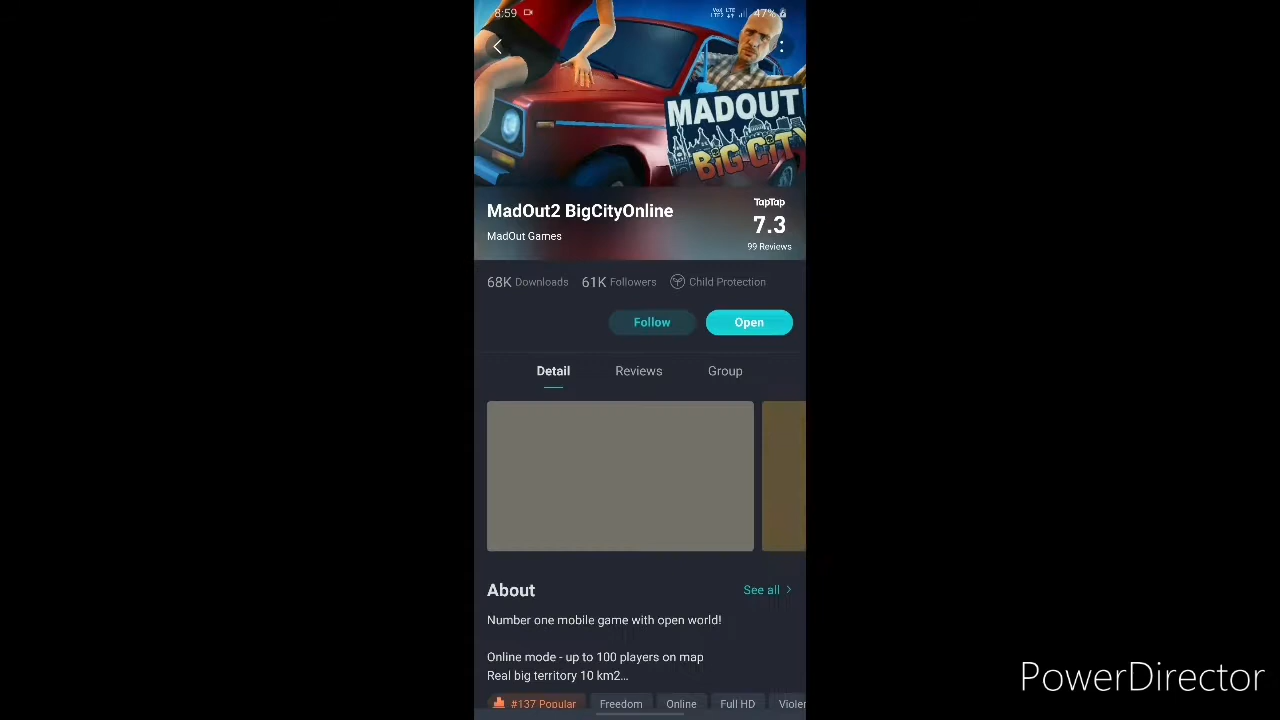 8:59
47%
MADOUT
BIG CITY
MadOut2 BigCityOnline
MadOut Games
TapTap
7.3
99 Reviews
68K Downloads 61K Followers Child Protection
Follow Open
Detail Reviews Group
About See all
Number one mobile game with open world!
Online mode - up to 100 players on map
Real big territory 10 km2...
#137 Popular Freedom Online Full HD Violen
PowerDirector